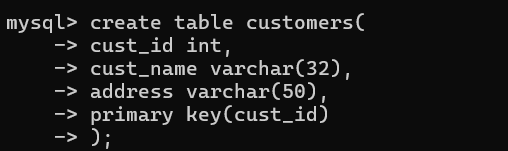 mysql> create table customers(
    -> cust_id int,
    -> cust_name varchar(32),
    -> address varchar(50),
    -> primary key(cust_id)
    -> );